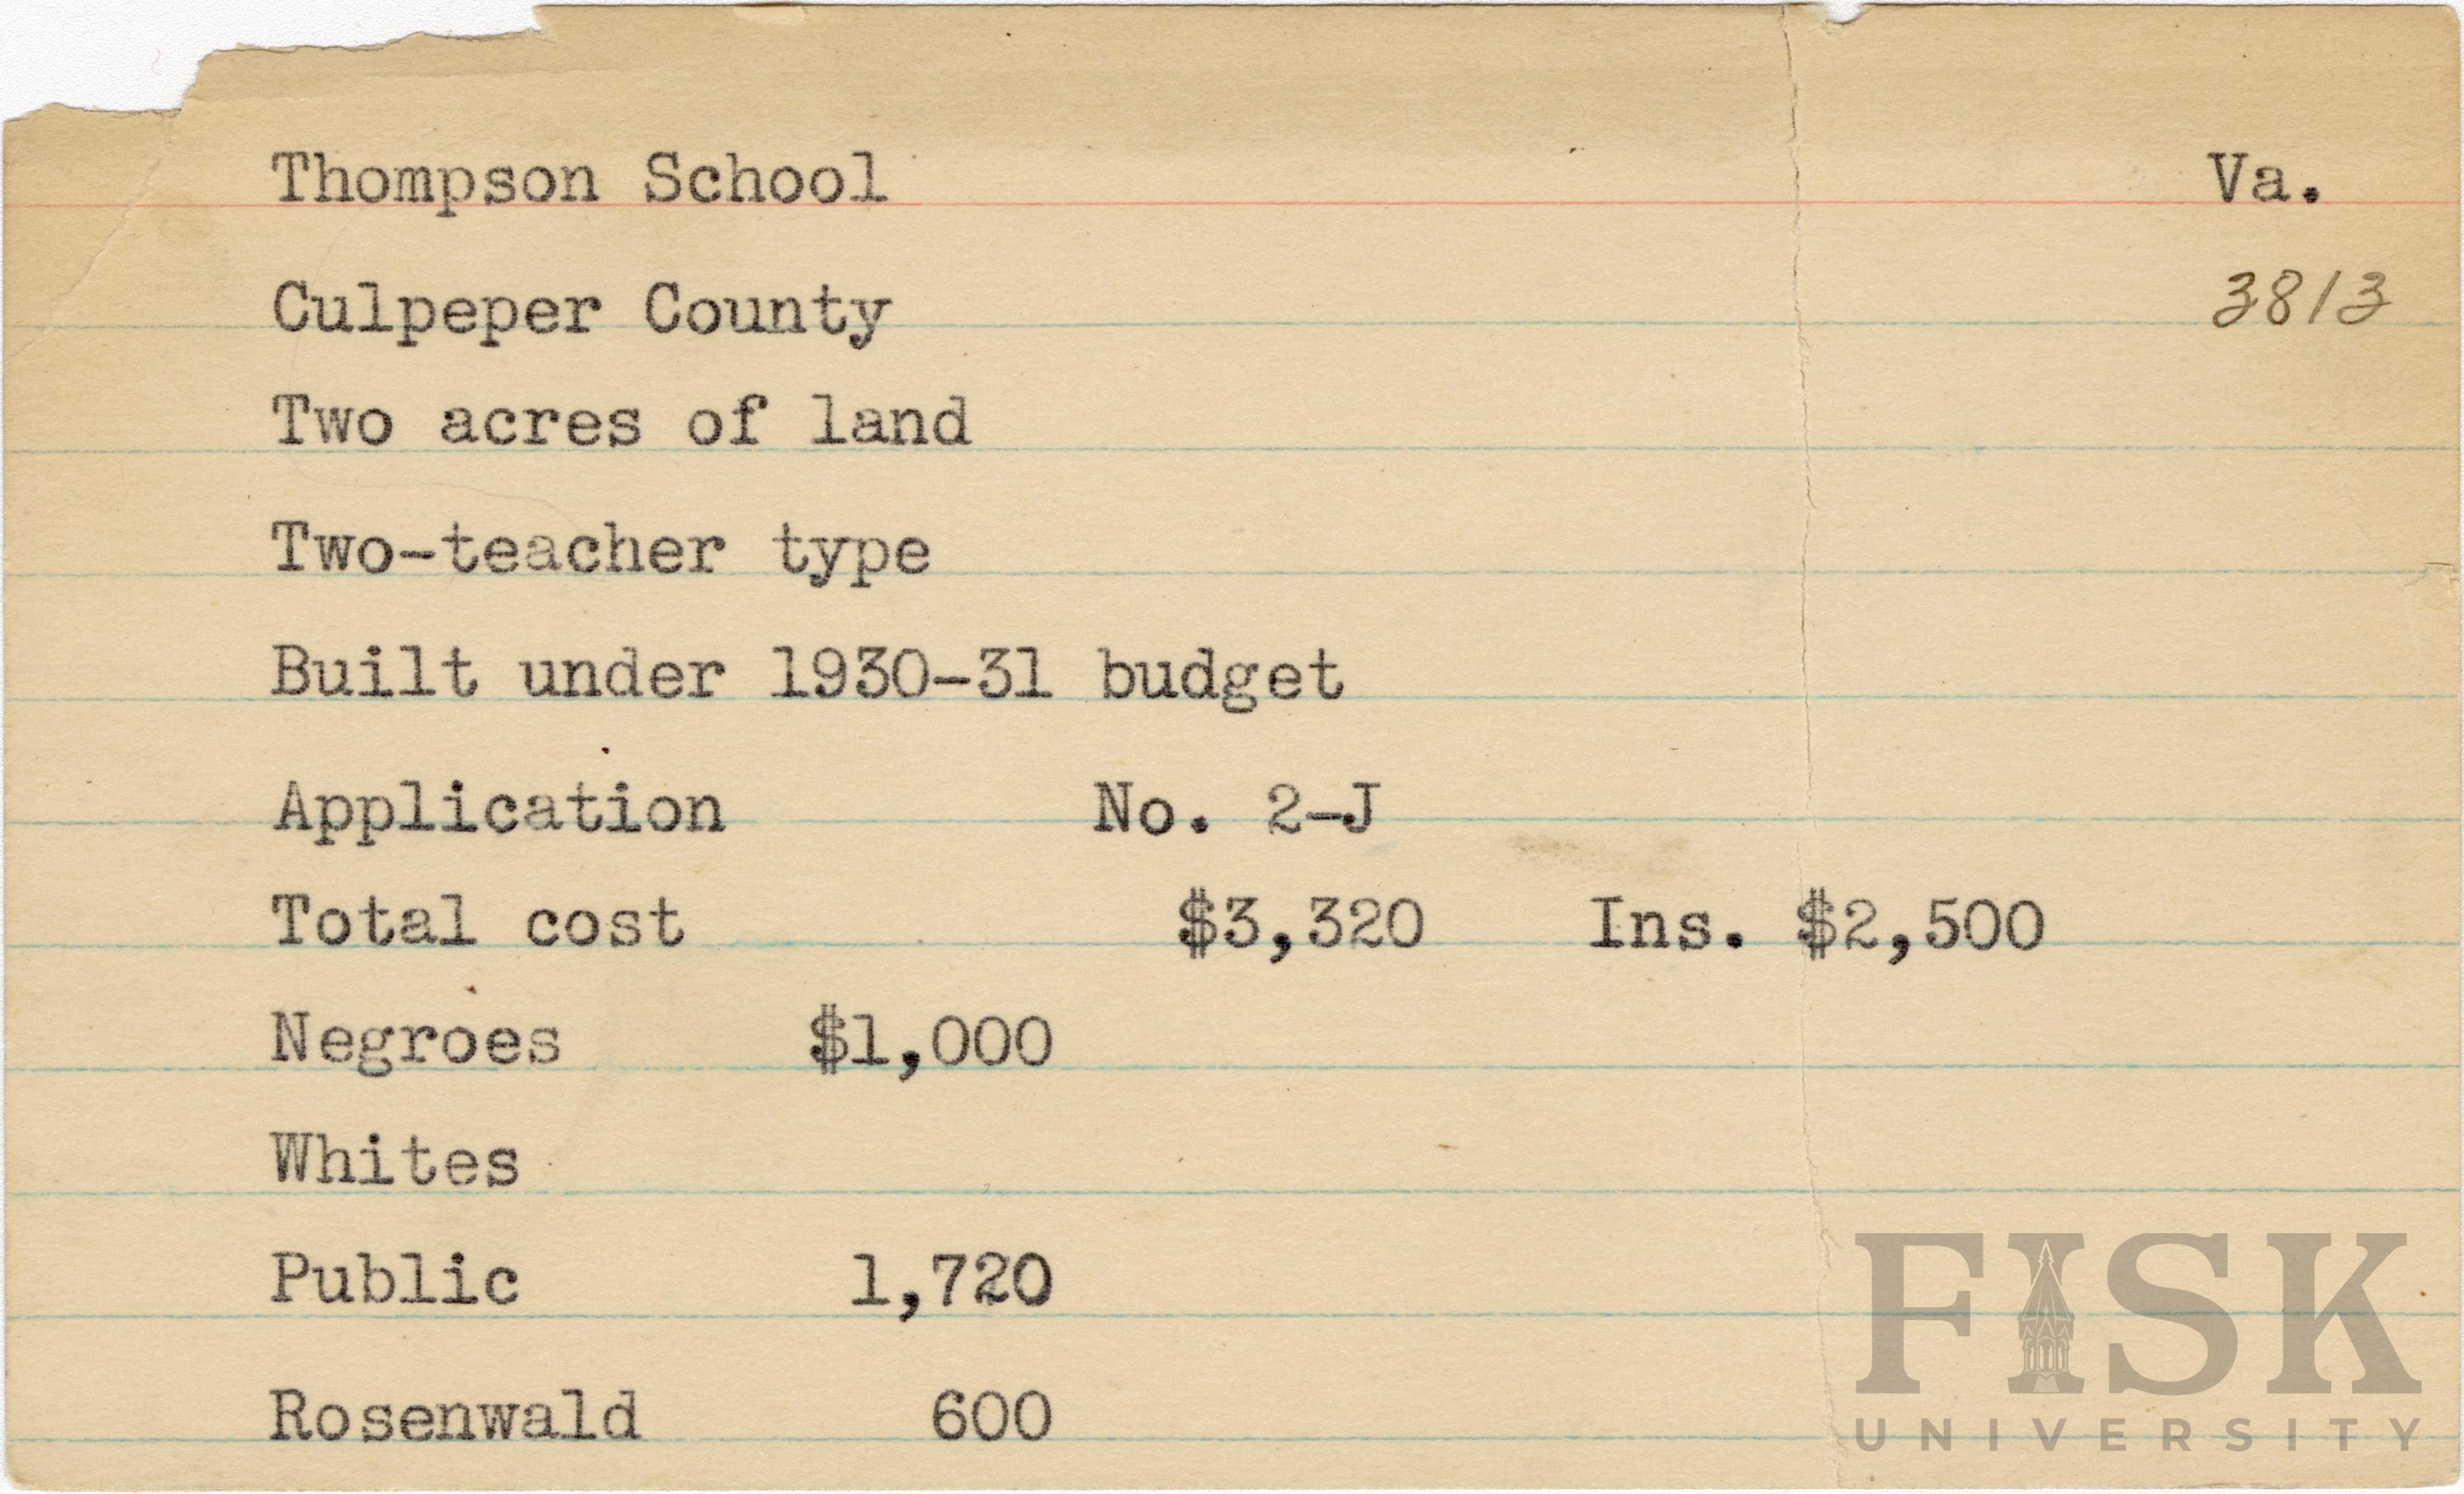 Thompson School Va.
Culpeper County 3813
Two acres of land
Two-teacher type
Built under 1930-31 budget
Application No. 2-J
Total cost $3,320 Ins. $2,500
Negroes $1,000
Whites
Public 1,720
Rosenwald 600
FISK
UNIVERSITY